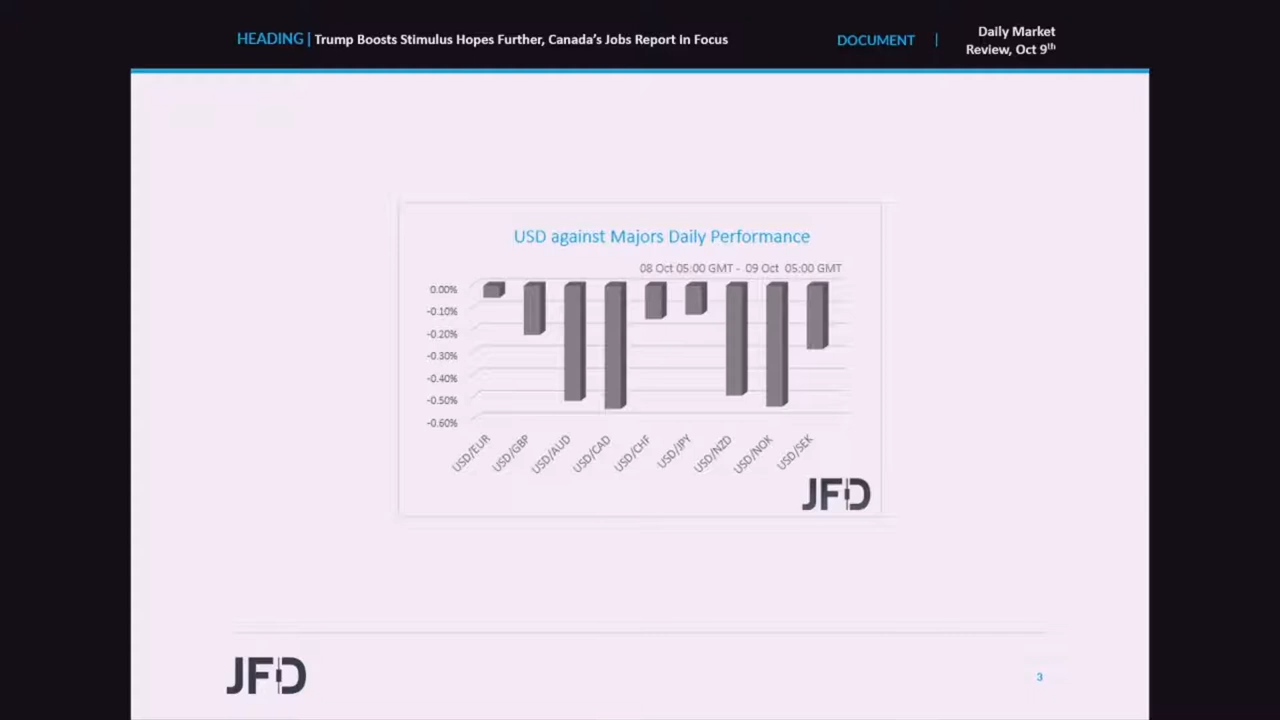 HEADING | Trump Boosts Stimulus Hopes Further, Canada's Jobs Report in Focus
DOCUMENT | Daily Market
Review, Oct 9th
USD against Majors Daily Performance
08 Oct 05:00 GMT - 09 Oct 05:00 GMT
0.00%
-0.10%
-0.20%
-0.30%
-0.40%
-0.50%
-0.60%
USD/EUR
USD/GBP
USD/AUD
USD/CAD
USD/CHF
USD/JPY
USD/NZD
USD/NOK
USD/SEK
JFD
JFD
3